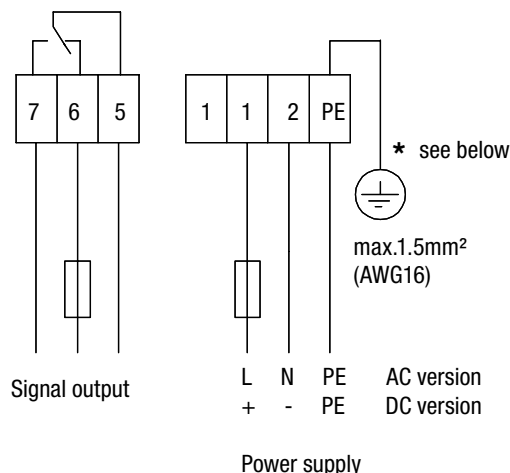 7 6 5
1 1 2 PE
* see below
max.1.5mm²
(AWG16)
Signal output
L N PE AC version
+ - PE DC version
Power supply